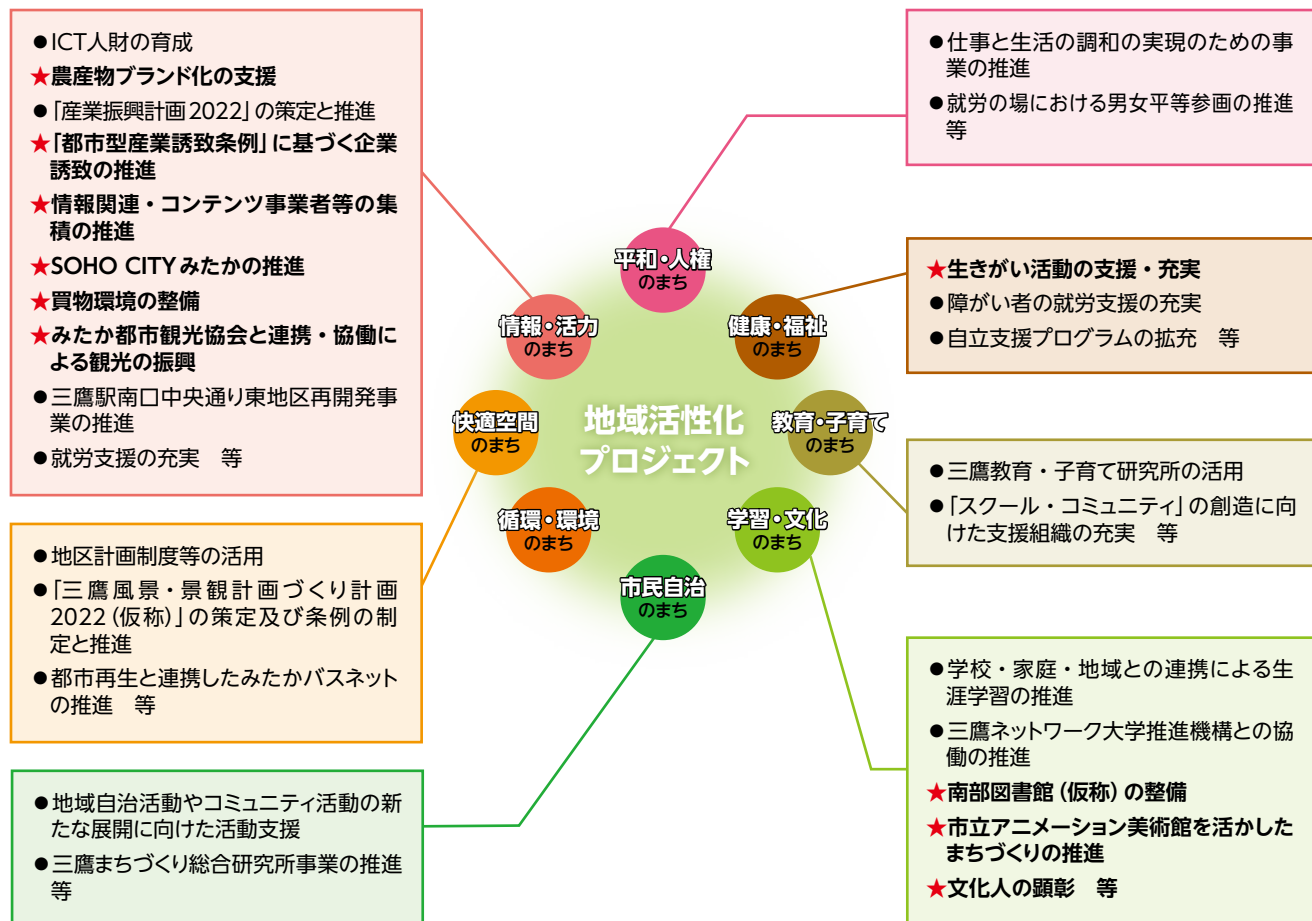 ●ICT人財の育成
★農産物ブランド化の支援
●「産業振興計画2022」の策定と推進
★「都市型産業誘致条例」に基づく企業
誘致の推進
★情報関連・コンテンツ事業者等の集
積の推進
★SOHO CITYみたかの推進
★買物環境の整備
★みたか都市観光協会と連携・協働に
よる観光の振興
●三鷹駅南口中央通り東地区再開発事
業の推進
●就労支援の充実　等
●地区計画制度等の活用
●「三鷹風景・景観計画づくり計画
2022（仮称）」の策定及び条例の制
定と推進
●都市再生と連携したみたかバスネット
の推進　等
●地域自治活動やコミュニティ活動の新
たな展開に向けた活動支援
●三鷹まちづくり総合研究所事業の推進
等
平和・人権
のまち
情報・活力
のまち
健康・福祉
のまち
快適空間
のまち
地域活性化
プロジェクト
教育・子育て
のまち
循環・環境
のまち
学習・文化
のまち
市民自治
のまち
●仕事と生活の調和の実現のための事
業の推進
●就労の場における男女平等参画の推進
等
★生きがい活動の支援・充実
●障がい者の就労支援の充実
●自立支援プログラムの拡充　等
●三鷹教育・子育て研究所の活用
●「スクール・コミュニティ」の創造に向
けた支援組織の充実　等
●学校・家庭・地域との連携による生
涯学習の推進
●三鷹ネットワーク大学推進機構との協
働の推進
★南部図書館（仮称）の整備
★市立アニメーション美術館を活かした
まちづくりの推進
★文化人の顕彰　等